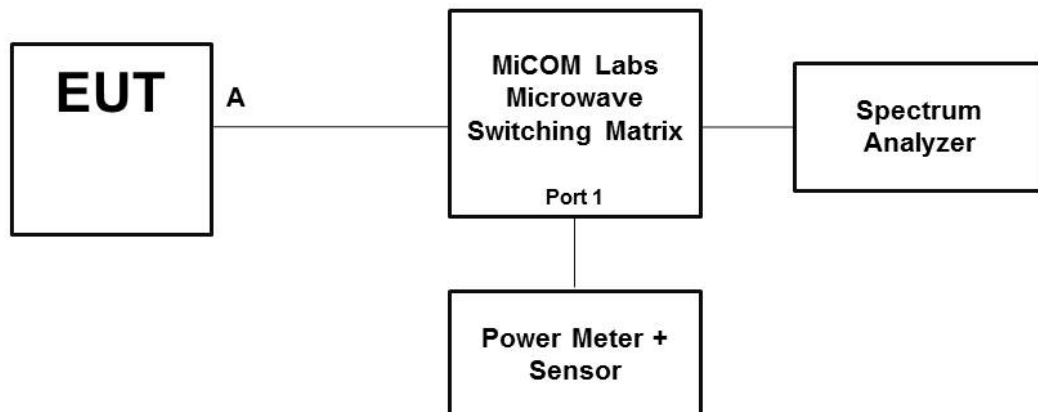 EUT
A
MiCOM Labs
Microwave
Switching Matrix
Port 1
Spectrum
Analyzer
Power Meter +
Sensor